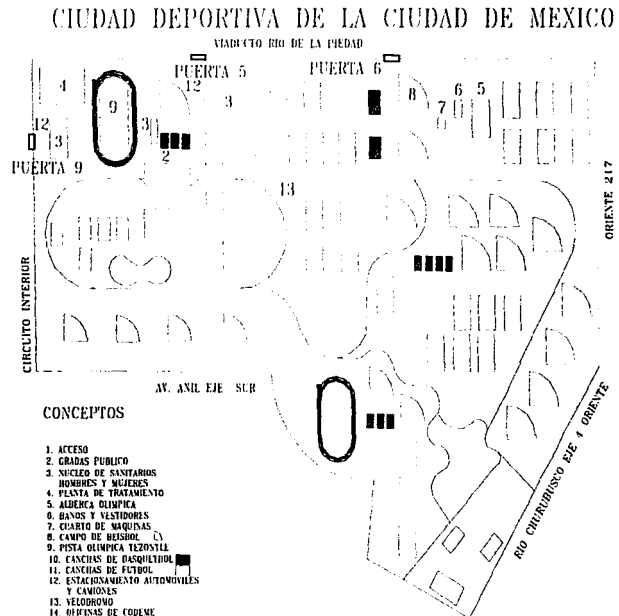 CIUDAD DEPORTIVA DE LA CIUDAD DE MEXICO
VIADUCTO RIO DE LA PIEDAD
PUERTA 5
PUERTA 6
4
12
9
3
8
6
5
7
12
3
3
2
PUERTA 9
13
ORIENTE 217
CIRCUITO INTERIOR
AV. AXIL EJE SUR
RIO CHURUBUSCO EJE 4 ORIENTE
CONCEPTOS
1. ACCESO
2. GRADAS PUBLICO
3. NUCLEO DE SANITARIOS
HOMBRES Y MUJERES
4. PLANTA DE TRATAMIENTO
5. ALBERCA OLIMPICA
6. BANOS Y VESTIDORES
7. CUARTO DE MAQUINAS
8. CAMPO DE BEISBOL
9. PISTA OLIMPICA TEZONTLE
10. CANCHAS DE BASQUETBOL
11. CANCHAS DE FUTBOL
12. ESTACIONAMIENTO AUTOMOVILES
Y CAMIONES
13. VELODROMO
14. OFICINAS DE CODEME